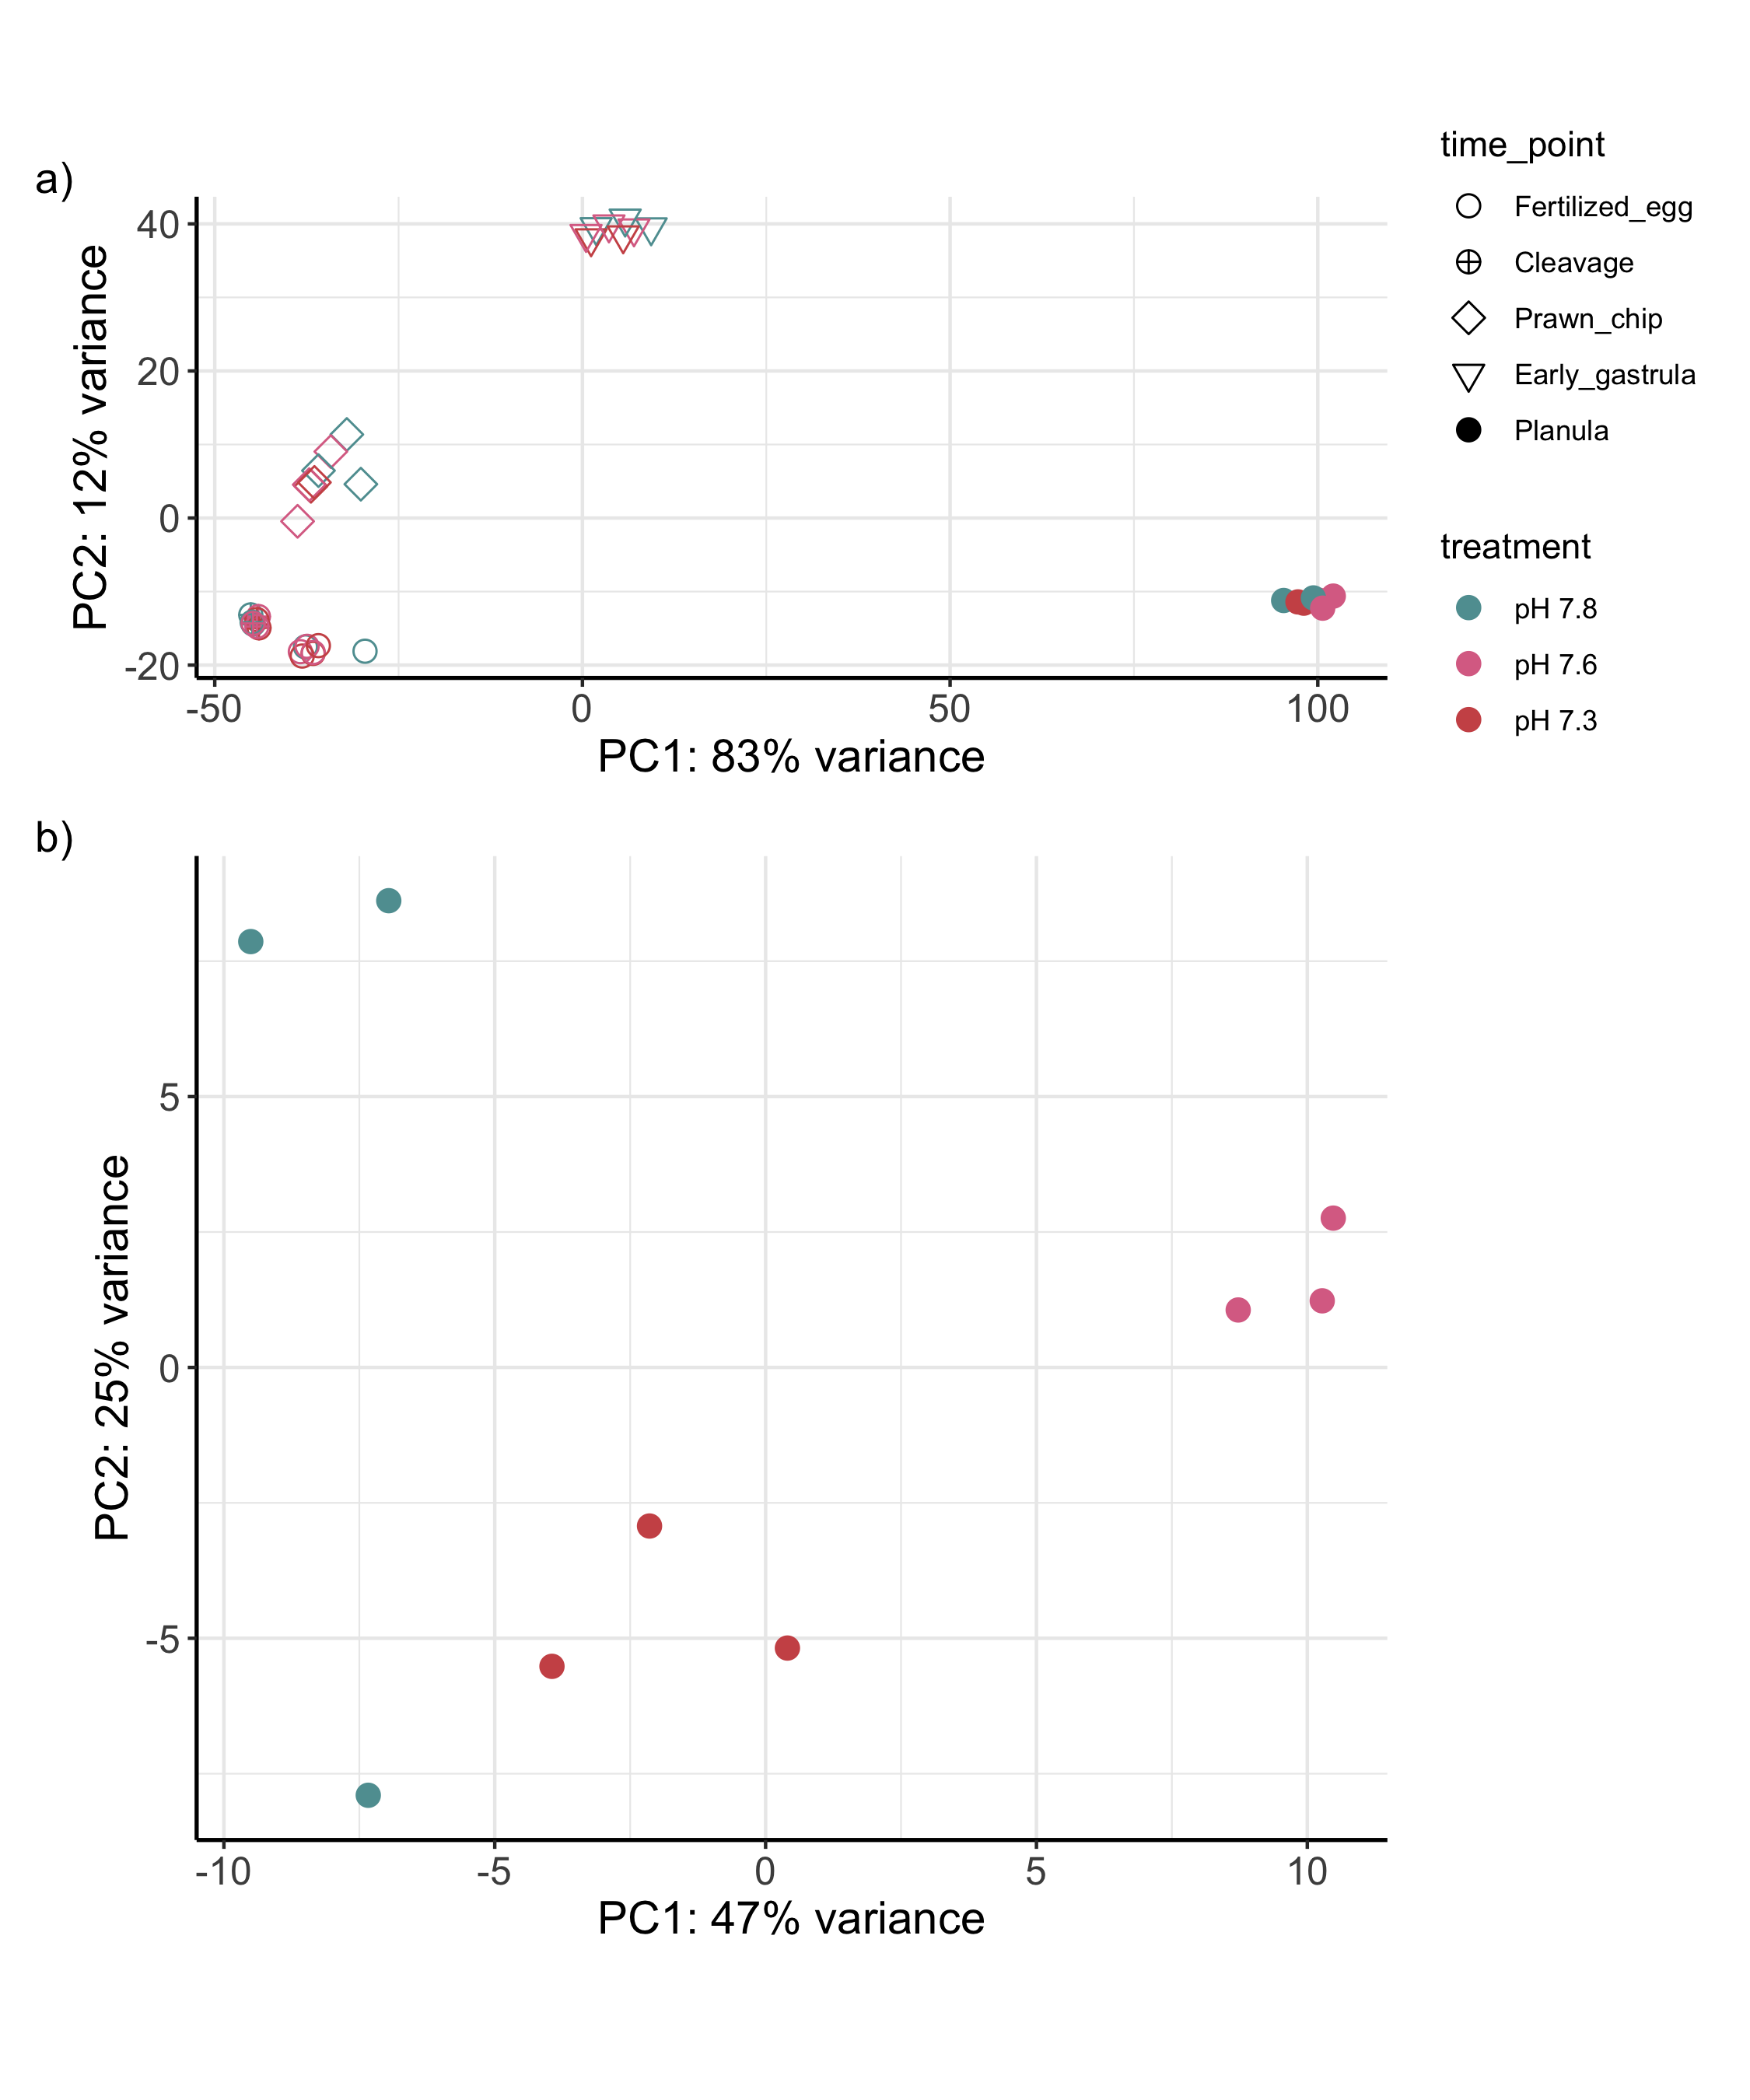 a)
PC2: 12% variance
40
20
0
-20
-50 0 50 100
PC1: 83% variance
time_point
Fertilized_egg
Cleavage
Prawn_chip
Early_gastrula
Planula
treatment
pH 7.8
pH 7.6
pH 7.3
b)
PC2: 25% variance
5
0
-5
-10 -5 0 5 10
PC1: 47% variance